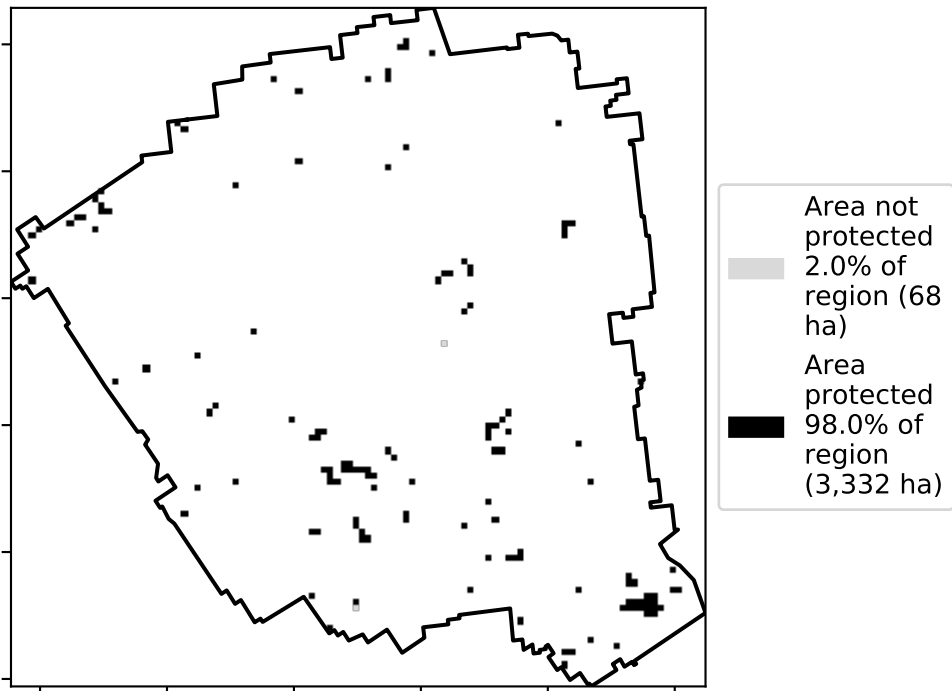 Area not
protected
2.0% of
region (68
ha)
Area
protected
98.0% of
region
(3,332 ha)